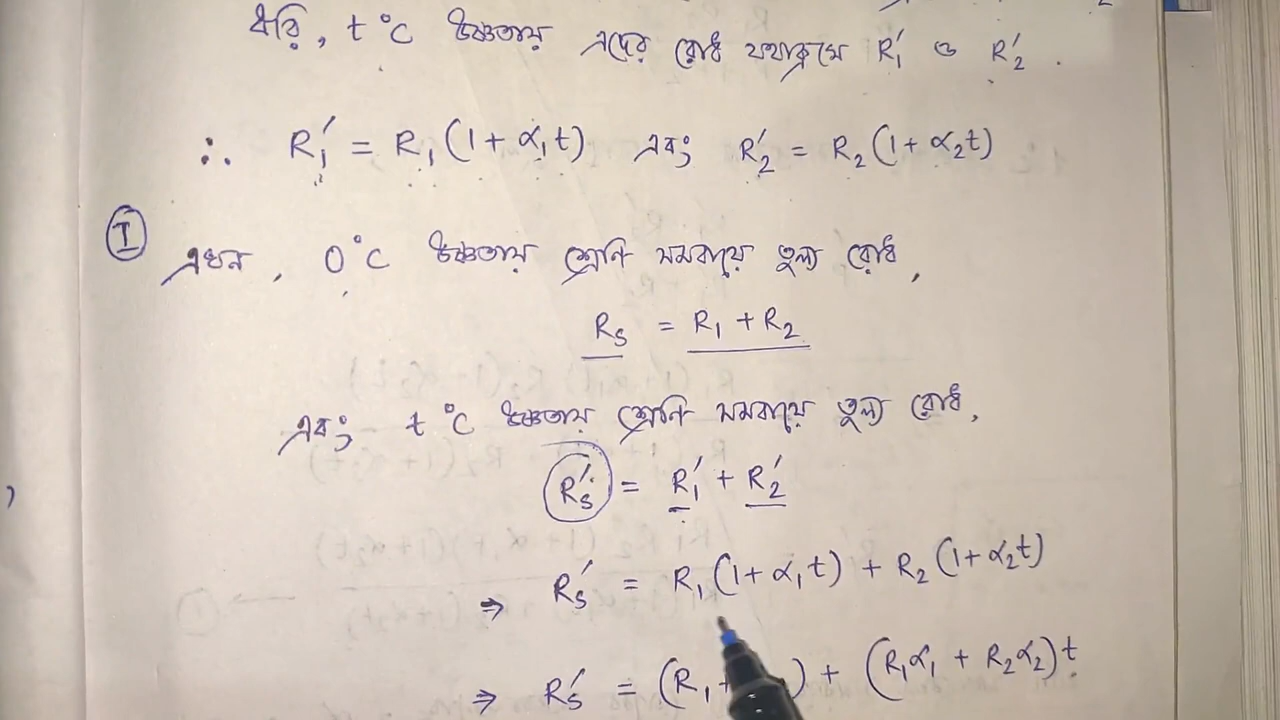 ধরি, t °C উষ্ণতায় এদের রোধ যথাক্রমে R₁′ ও R₂′.
∴ R₁′ = R₁(1 + α₁t) এবং R₂′ = R₂(1 + α₂t)
I এখন, 0°C উষ্ণতায় শ্রেণি সমবায়ে তুল্য রোধ,
Rs = R₁ + R₂
এবং t °C উষ্ণতায় শ্রেণি সমবায়ে তুল্য রোধ,
Rs′ = R₁′ + R₂′
⇒ Rs′ = R₁(1 + α₁t) + R₂(1 + α₂t)
⇒ Rs′ = (R₁ + ) + (R₁α₁ + R₂α₂)t